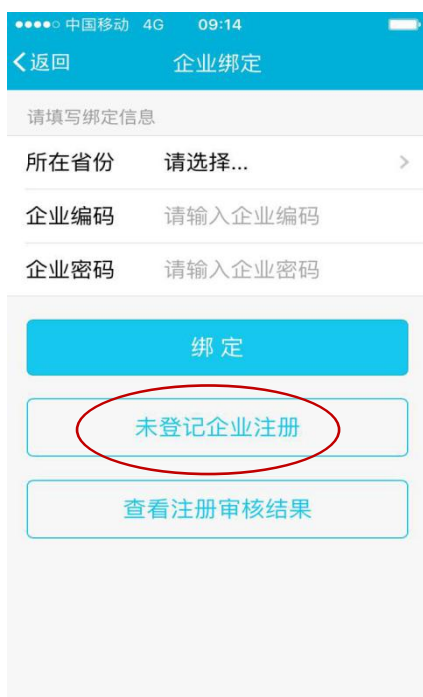 中国移动 4G 09:14
返回 企业绑定
请填写绑定信息
所在省份 请选择...
企业编码 请输入企业编码
企业密码 请输入企业密码
绑 定
未登记企业注册
查看注册审核结果